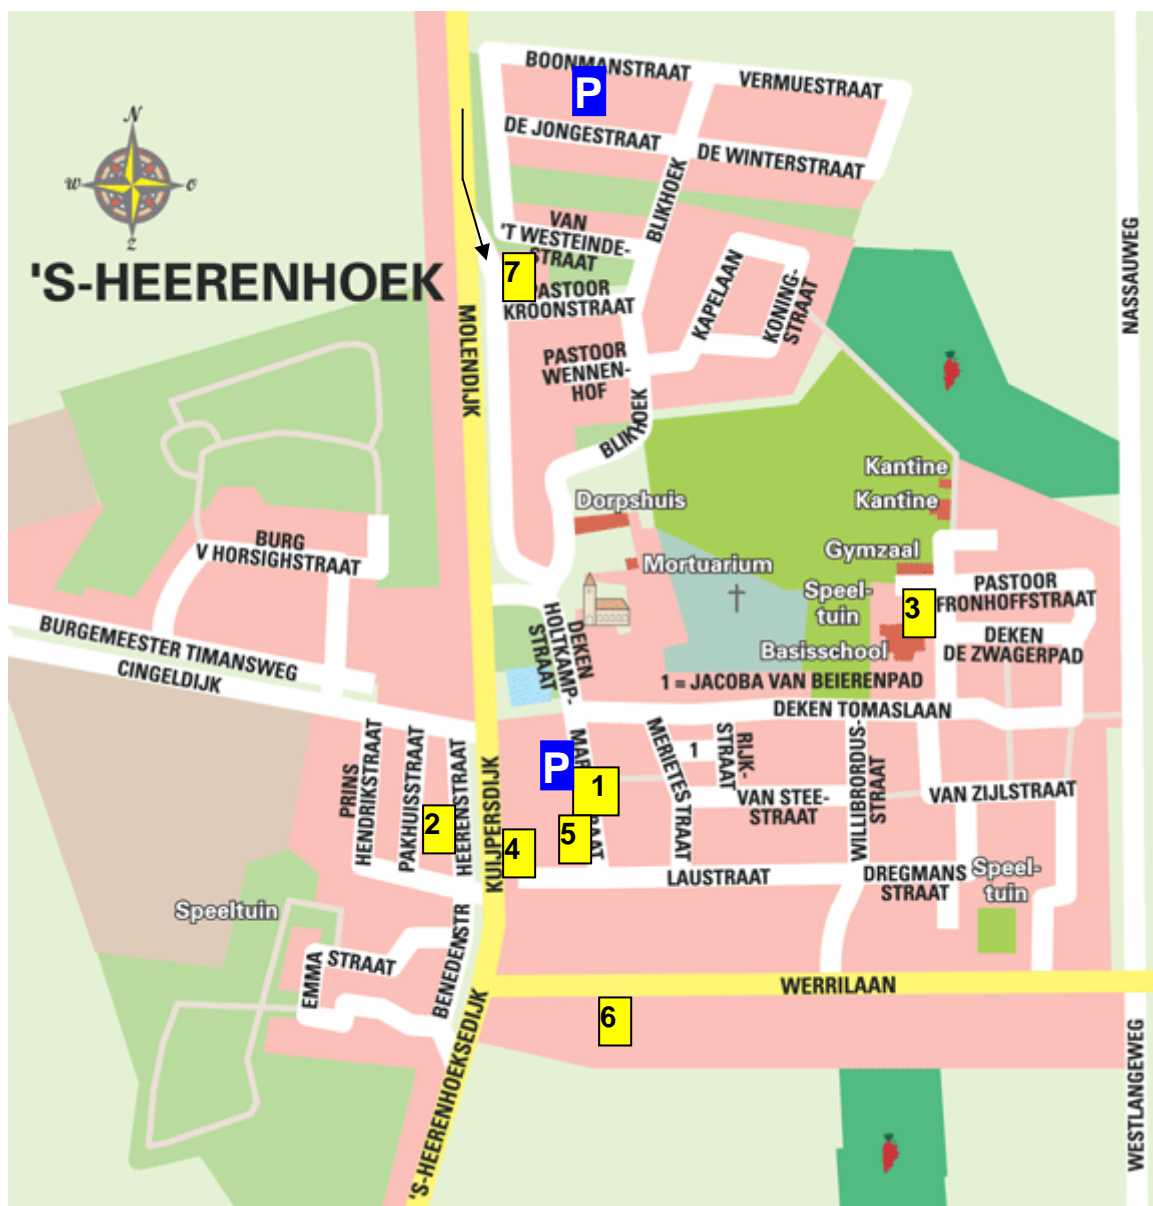 BOONMANSTRAAT
VERMUESTRAAT
P
DE JONGESTRAAT
DE WINTERSTRAAT
N
W
O
Z
'S-HEERENHOEK
BLIKHOEK
VAN
'T WESTEINDE-
STRAAT
7
PASTOOR
KROONSTRAAT
KAPELAAN
KONING-
STRAAT
NASSAUWEG
MOLENDIJK
PASTOOR
WENNEN-
HOF
BLIKHOEK
Kantine
Kantine
Dorpshuis
BURG
V HORSIGHSTRAAT
Gymzaal
Mortuarium
PASTOOR
FRONHOFFSTRAAT
Speel-
tuin
3
DEKEN
DE ZWAGERPAD
Basisschool
BURGEMEESTER TIMANSWEG
CINGELDIJK
DEKEN
HOLTKAMP-
STRAAT
1 = JACOBA VAN BEIERENPAD
DEKEN TOMASLAAN
PRINS
HENDRIKSTRAAT
PAKHUISSTRAAT
HEERENSTRAAT
KUIJPERSDIJK
P
1
MERIETESTRAAT
1
RIJK-
STRAAT
VAN STEE-
STRAAT
WILLIBRORDUS-
STRAAT
VAN ZIJLSTRAAT
2
4
5
LAUSTRAAT
DREGMANS
STRAAT
Speel-
tuin
Speeltuin
EMMA
STRAAT
BENEDENSTR
WERRILAAN
6
'S-HEERENHOEKSEDIJK
WESTLANGEWEG